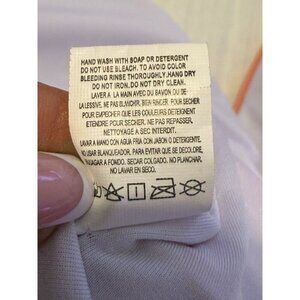 HAND WASH WITH SOAP OR DETERGENT
DO NOT USE BLEACH. TO AVOID COLOR
BLEEDING RINSE THOROUGHLY. HANG DRY
DO NOT IRON, DO NOT DRY CLEAN.
LAVER A LA MAIN AVEC DU SAVON OU DE
LA LESSIVE. NE PAS BLANCHIR, BIEN RINCER POUR SECHER
POUR EMPECHER QUE LES COULEURS DETEIGNENT
ETENDRE POUR SECHER. NE PAS REPASSER.
NETTOYAGE A SEC INTERDIT.
LAVAR A MANO CON AGUA FRIA CON JABON O DETERGENTE.
NO USAR BLANQUEADOR, PARA EVITAR QUE SE DECOLORE,
ENJUAGAR A FONDO. SECAR COLGADO. NO PLANCHAR.
NO LAVAR EN SECO.